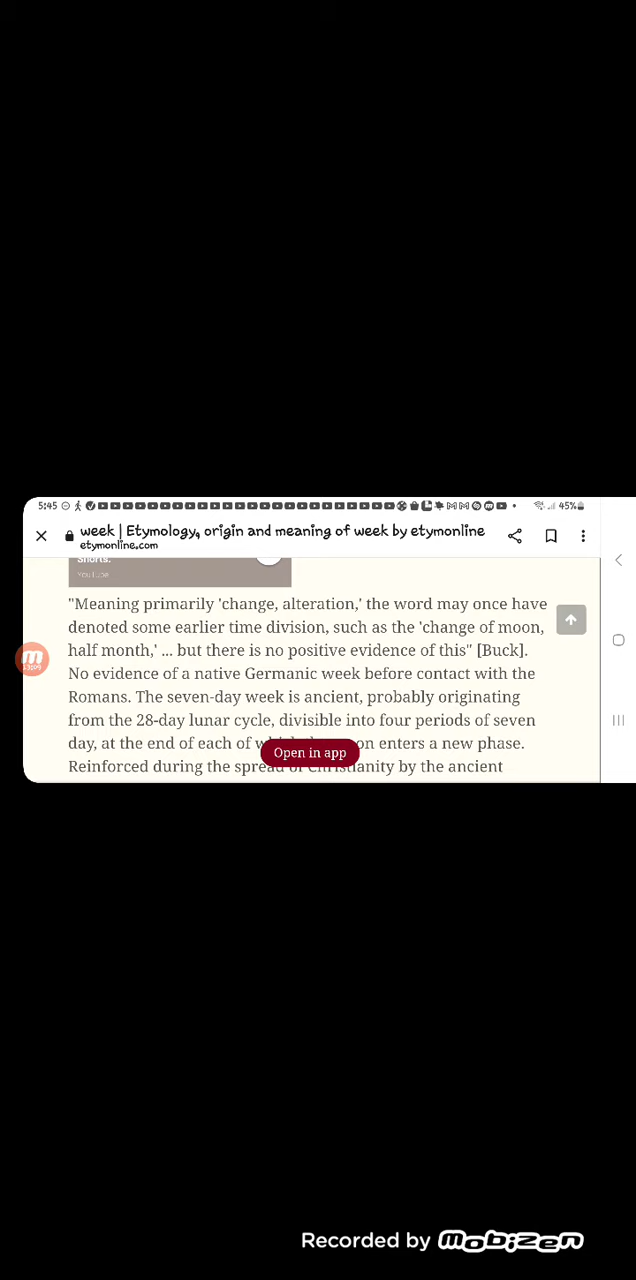 5:45
45%
week | Etymology, origin and meaning of week by etymonline
etymonline.com
Shorts.
YouTube
"Meaning primarily 'change, alteration,' the word may once have
denoted some earlier time division, such as the 'change of moon,
half month,' ... but there is no positive evidence of this" [Buck].
No evidence of a native Germanic week before contact with the
Romans. The seven-day week is ancient, probably originating
from the 28-day lunar cycle, divisible into four periods of seven
day, at the end of each of on enters a new phase.
Open in app
Reinforced during the spread of Christianity by the ancient
Recorded by mobizen